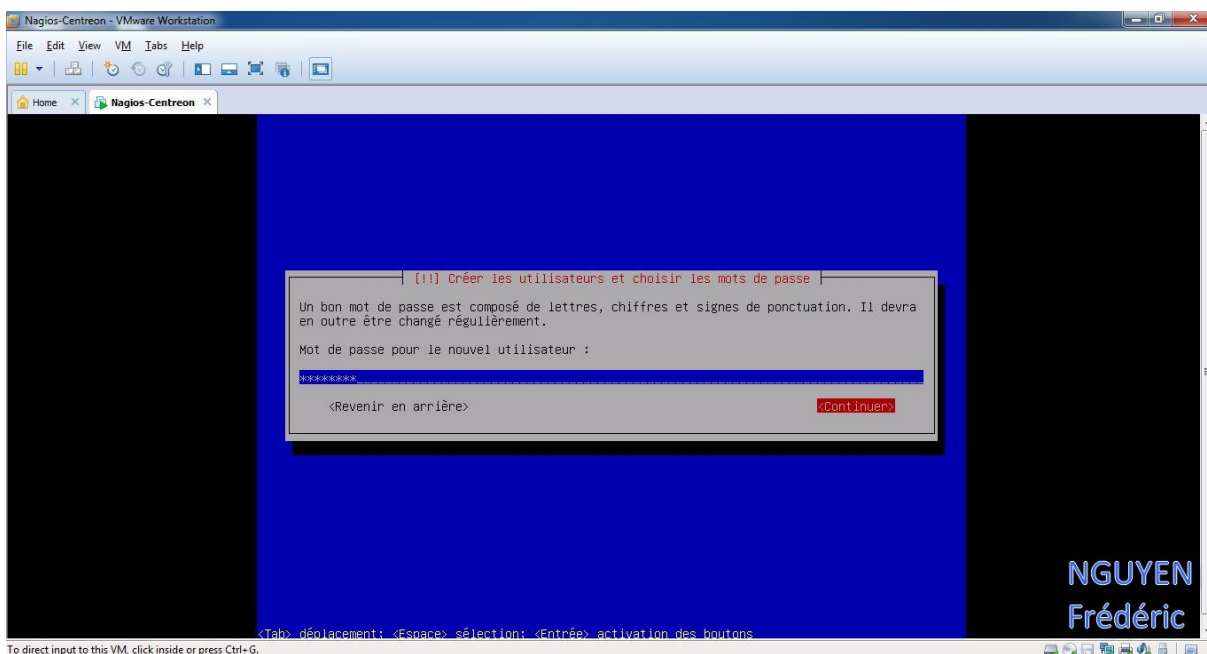 Nagios-Centreon - VMware Workstation
File Edit View VM Tabs Help
Home Nagios-Centreon
[!!] Créer les utilisateurs et choisir les mots de passe
Un bon mot de passe est composé de lettres, chiffres et signes de ponctuation. Il devra
en outre être changé régulièrement.
Mot de passe pour le nouvel utilisateur :
********
<Revenir en arrière> <Continuer>
NGUYEN
Frédéric
<Tab> déplacement; <Espace> sélection; <Entrée> activation des boutons
To direct input to this VM, click inside or press Ctrl+G.